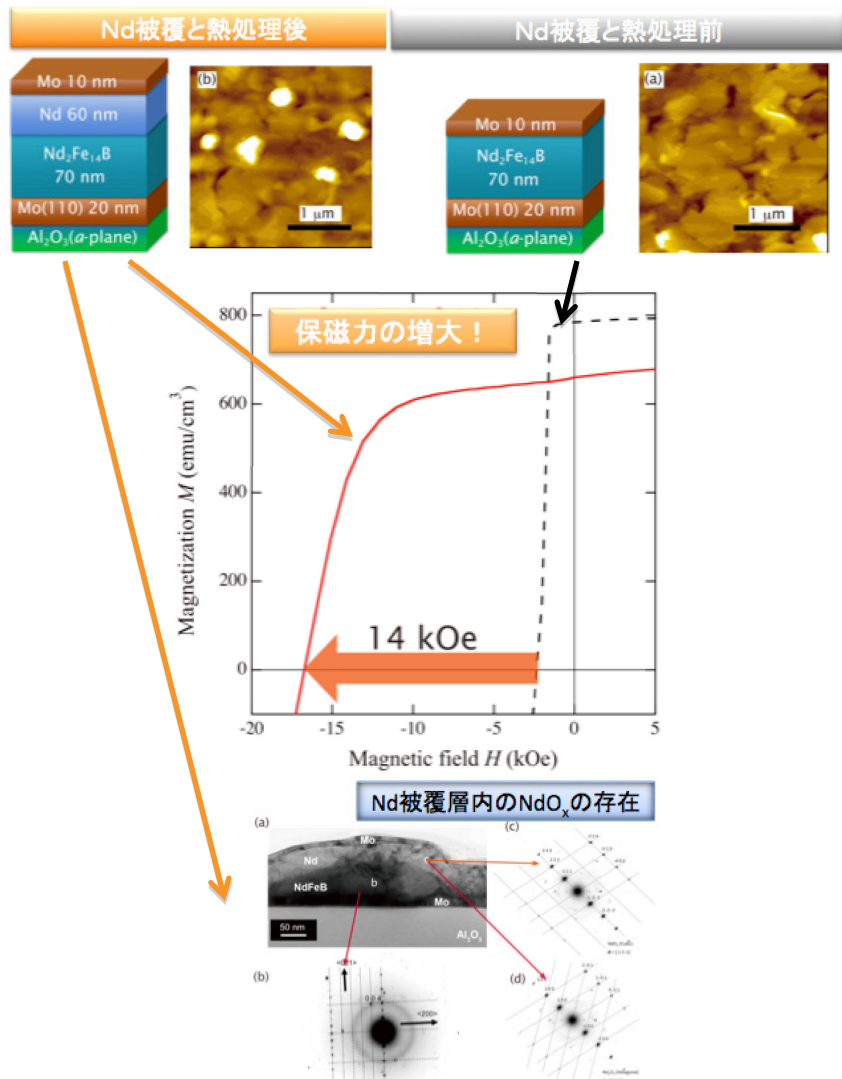 Nd被覆と熱処理後
Nd被覆と熱処理前
Mo 10 nm
Nd 60 nm
Nd₂Fe₁₄B
70 nm
Mo(110) 20 nm
Al₂O₃(a-plane)
(b)
1 μm
Mo 10 nm
Nd₂Fe₁₄B
70 nm
Mo(110) 20 nm
Al₂O₃(a-plane)
(a)
1 μm
保磁力の増大！
Magnetization M (emu/cm³)
800
600
400
200
0
14 kOe
-20
-15
-10
-5
0
5
Magnetic field H (kOe)
Nd被覆層内のNdOₓの存在
(a)
Mo
Nd
NdFeB
b
Mo
50 nm
Al₂O₃
(c)
(b)
0 0 4
<200>
(d)